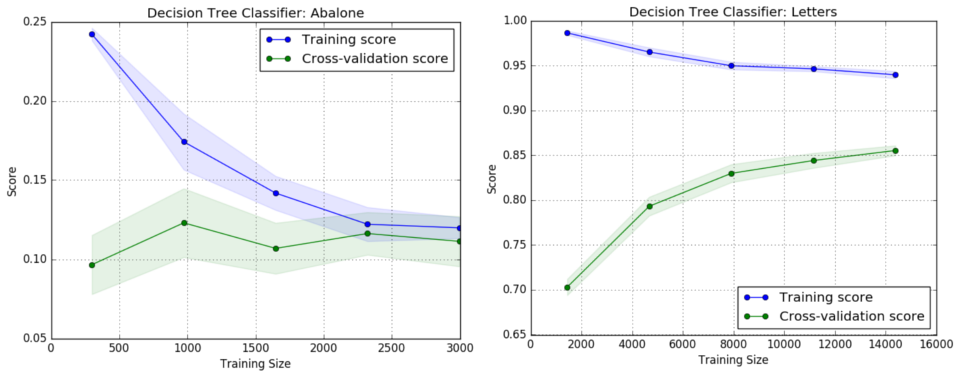 Decision Tree Classifier: Abalone
0.25
0.20
0.15
0.10
0.05
Score
Training score
Cross-validation score
0 500 1000 1500 2000 2500 3000
Training Size
Decision Tree Classifier: Letters
1.00
0.95
0.90
0.85
0.80
0.75
0.70
0.65
Score
Training score
Cross-validation score
0 2000 4000 6000 8000 10000 12000 14000 16000
Training Size